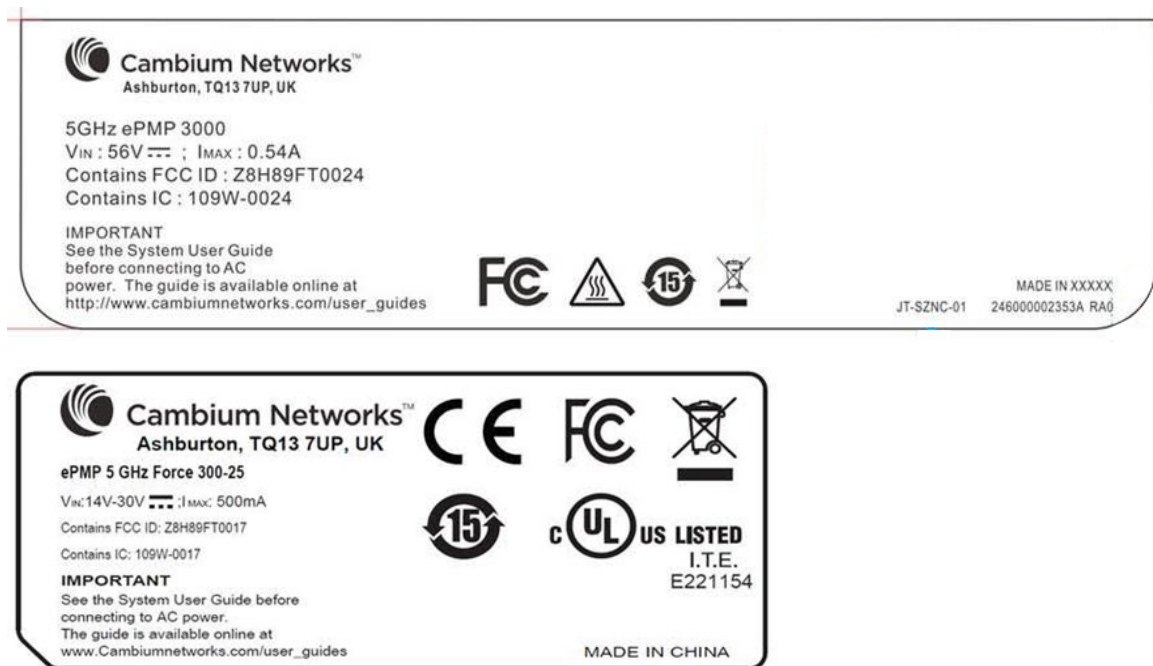 Cambium Networks™
Ashburton, TQ13 7UP, UK
5GHz ePMP 3000
VIN : 56V ; IMAX : 0.54A
Contains FCC ID : Z8H89FT0024
Contains IC : 109W-0024
IMPORTANT
See the System User Guide
before connecting to AC
power. The guide is available online at
http://www.cambiumnetworks.com/user_guides
FC 15
MADE IN XXXXX
JT-SZNC-01 246000002353A RA0
Cambium Networks™
Ashburton, TQ13 7UP, UK
ePMP 5 GHz Force 300-25
VIN:14V-30V ;IMAX: 500mA
Contains FCC ID: Z8H89FT0017
Contains IC: 109W-0017
IMPORTANT
See the System User Guide before
connecting to AC power.
The guide is available online at
www.Cambiumnetworks.com/user_guides
CE FC
15 C UL US LISTED
I.T.E.
E221154
MADE IN CHINA